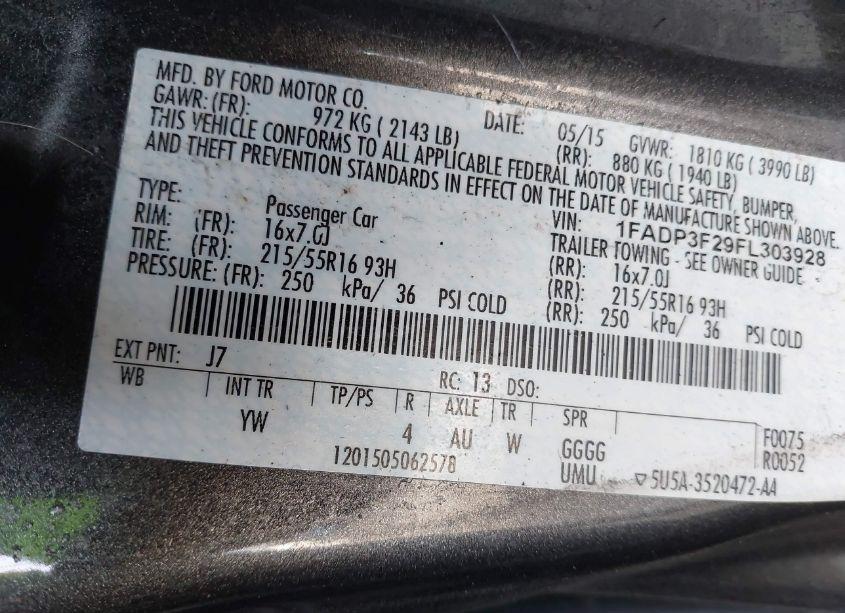 MFD. BY FORD MOTOR CO.
DATE: 05/15 GVWR: 1810 KG ( 3990 LB)
GAWR: (FR): 972 KG ( 2143 LB) (RR): 880 KG ( 1940 LB)
THIS VEHICLE CONFORMS TO ALL APPLICABLE FEDERAL MOTOR VEHICLE SAFETY, BUMPER,
AND THEFT PREVENTION STANDARDS IN EFFECT ON THE DATE OF MANUFACTURE SHOWN ABOVE.
VIN: 1FADP3F29FL303928
TYPE: Passenger Car TRAILER TOWING - SEE OWNER GUIDE
RIM: (FR): 16x7.0J (RR): 16x7.0J
TIRE: (FR): 215/55R16 93H (RR): 215/55R16 93H
PRESSURE: (FR): 250 kPa/ 36 PSI COLD (RR): 250 kPa/ 36 PSI COLD
EXT PNT: J7 RC: 13 DSO:
WB INT TR TP/PS R AXLE TR SPR
YW 4 AU W GGGG F0075
UMU R0052
1201505062578 ▽5U5A-3520472-AA